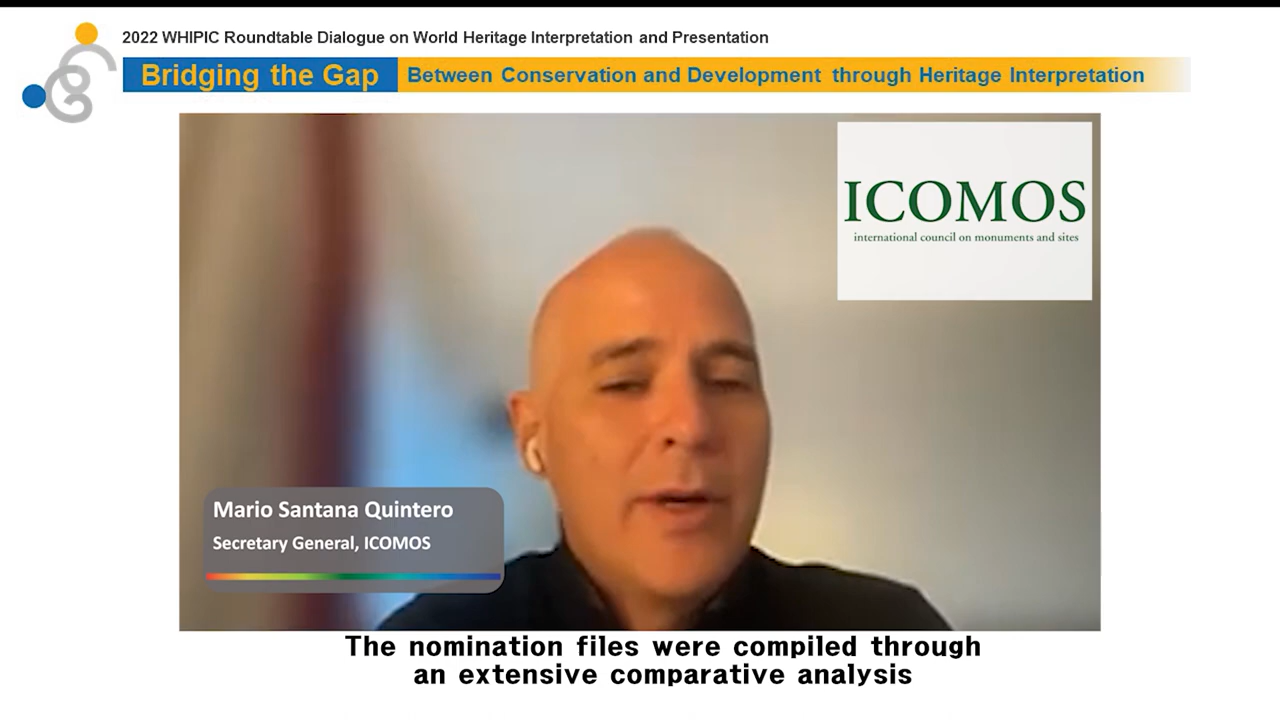 2022 WHIPIC Roundtable Dialogue on World Heritage Interpretation and Presentation
Bridging the Gap Between Conservation and Development through Heritage Interpretation
ICOMOS
international council on monuments and sites
Mario Santana Quintero
Secretary General, ICOMOS
The nomination files were compiled through
an extensive comparative analysis